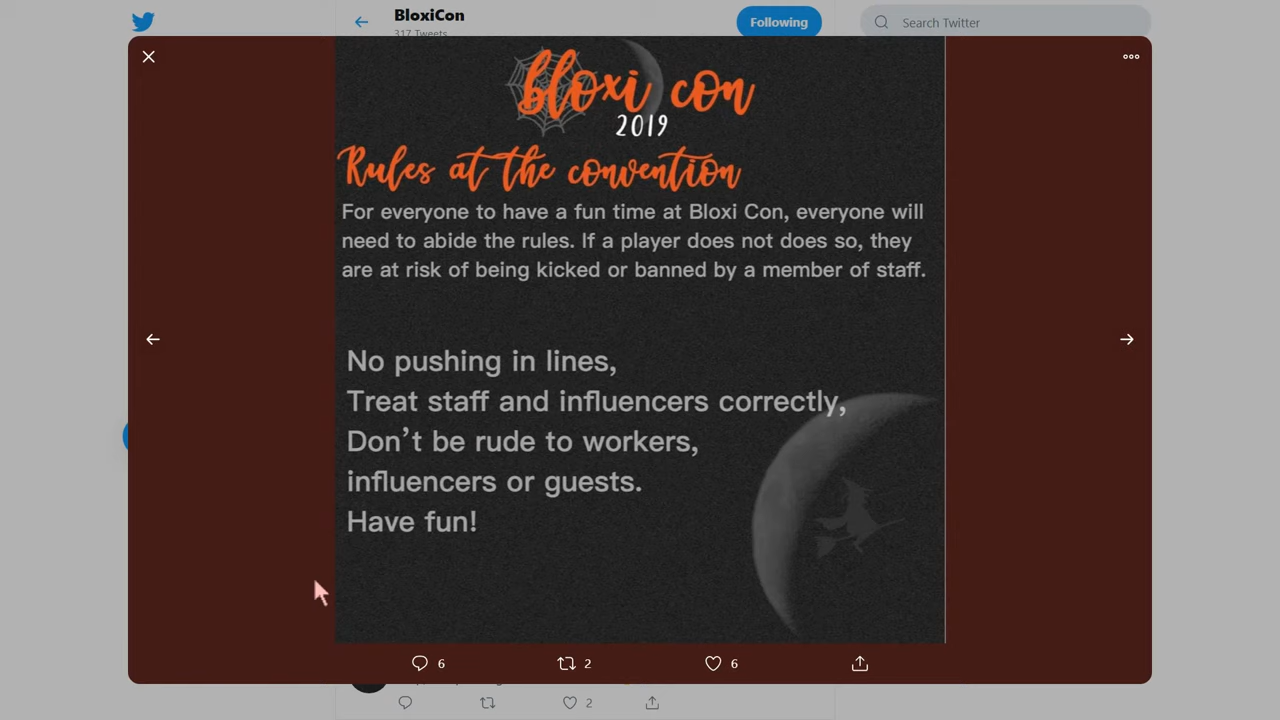 BloxiCon
317 Tweets
Following
Search Twitter
bloxi con
2019
Rules at the convention
For everyone to have a fun time at Bloxi Con, everyone will
need to abide the rules. If a player does not does so, they
are at risk of being kicked or banned by a member of staff.
No pushing in lines,
Treat staff and influencers correctly,
Don't be rude to workers,
influencers or guests.
Have fun!
6
2
6
2